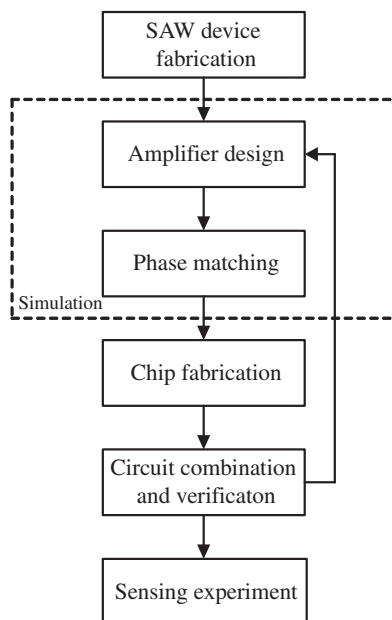 SAW device
fabrication
Amplifier design
Phase matching
Simulation
Chip fabrication
Circuit combination
and verificaton
Sensing experiment